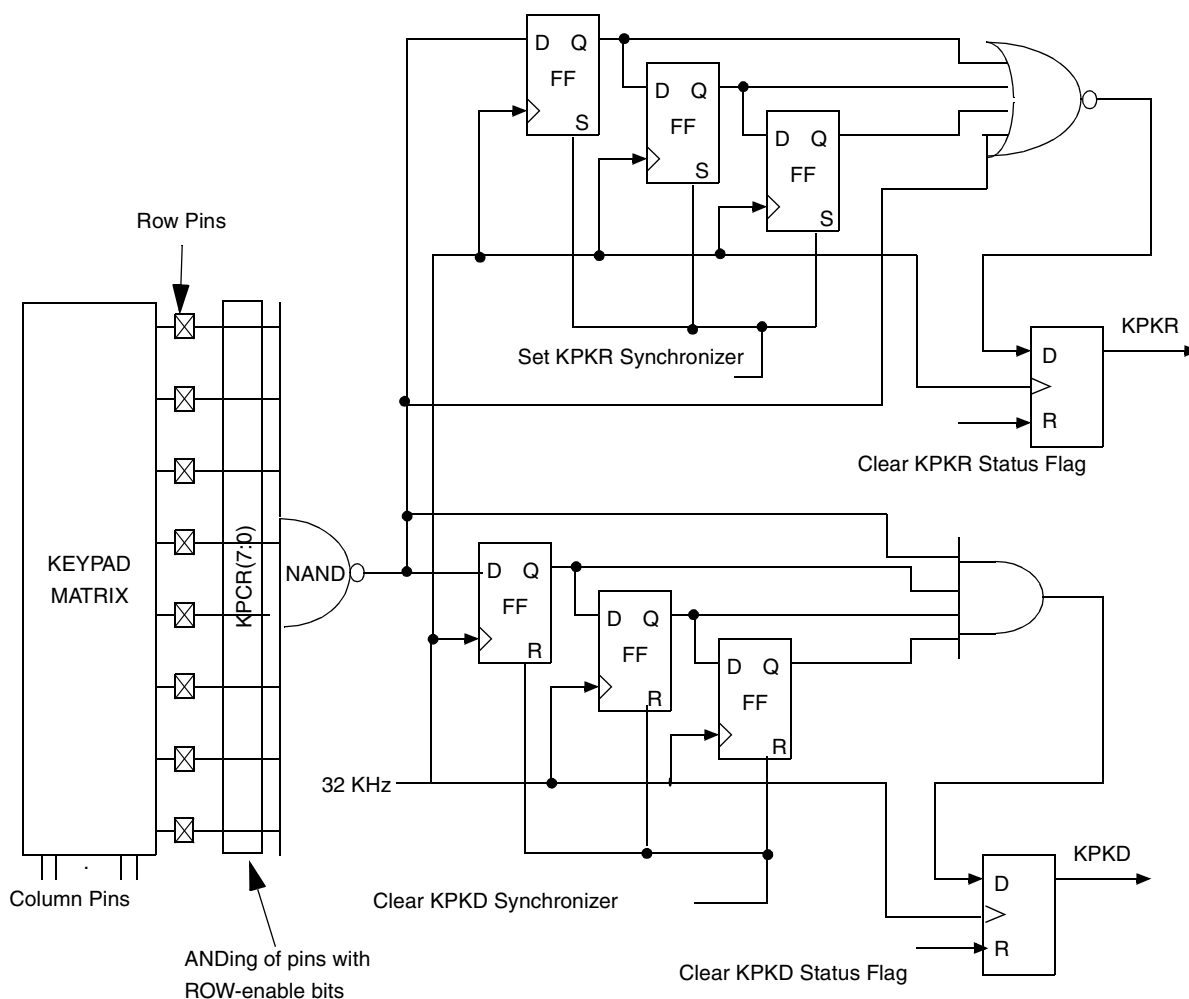 D Q
FF
S
D Q
FF
S
D Q
FF
S
Row Pins
Set KPKR Synchronizer
KPKR
D
R
Clear KPKR Status Flag
KEYPAD
MATRIX
KPCR(7:0)
NAND
D Q
FF
R
D Q
FF
R
D Q
FF
R
32 KHz
Column Pins
Clear KPKD Synchronizer
KPKD
D
R
Clear KPKD Status Flag
ANDing of pins with
ROW-enable bits